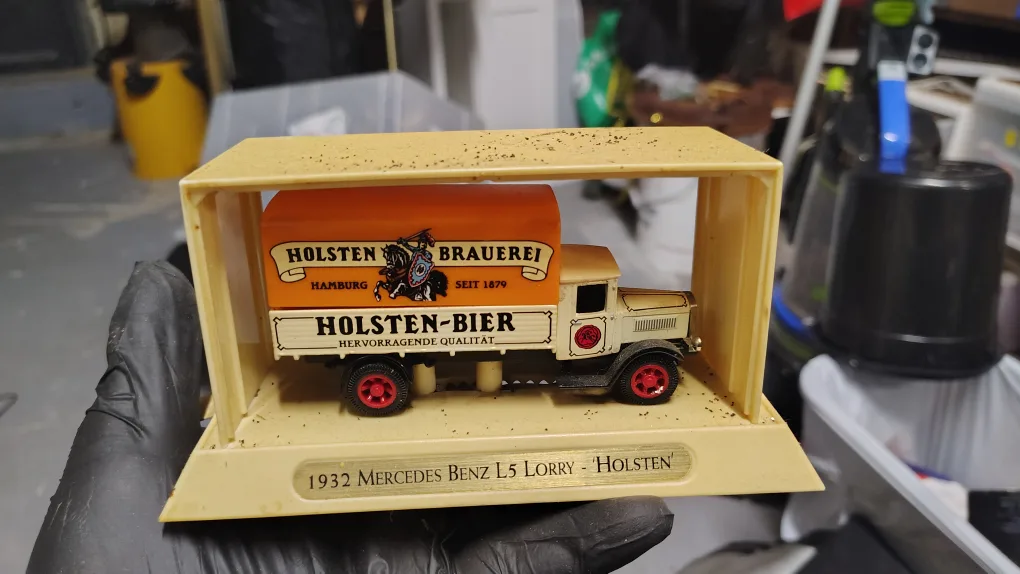 HOLSTEN BRAUEREI
HAMBURG SEIT 1879
HOLSTEN-BIER
HERVORRAGENDE QUALITÄT
1932 MERCEDES BENZ L5 LORRY - 'HOLSTEN'